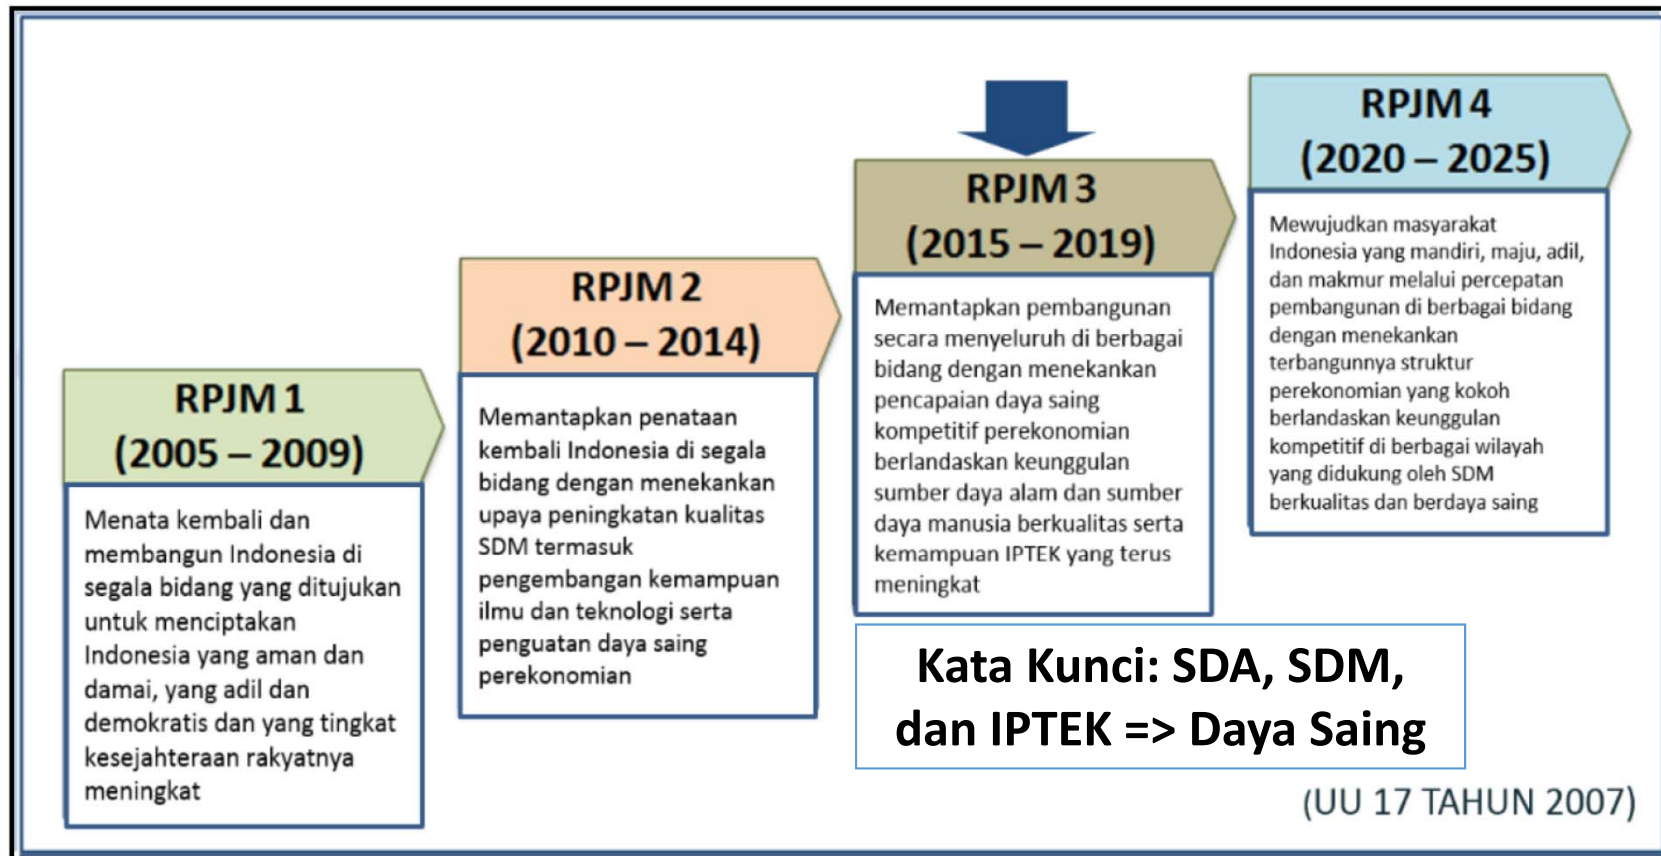 RPJM 1
(2005 – 2009)
Menata kembali dan
membangun Indonesia di
segala bidang yang ditujukan
untuk menciptakan
Indonesia yang aman dan
damai, yang adil dan
demokratis dan yang tingkat
kesejahteraan rakyatnya
meningkat
RPJM 2
(2010 – 2014)
Memantapkan penataan
kembali Indonesia di segala
bidang dengan menekankan
upaya peningkatan kualitas
SDM termasuk
pengembangan kemampuan
ilmu dan teknologi serta
penguatan daya saing
perekonomian
RPJM 3
(2015 – 2019)
Memantapkan pembangunan
secara menyeluruh di berbagai
bidang dengan menekankan
pencapaian daya saing
kompetitif perekonomian
berlandaskan keunggulan
sumber daya alam dan sumber
daya manusia berkualitas serta
kemampuan IPTEK yang terus
meningkat
RPJM 4
(2020 – 2025)
Mewujudkan masyarakat
Indonesia yang mandiri, maju, adil,
dan makmur melalui percepatan
pembangunan di berbagai bidang
dengan menekankan
terbangunnya struktur
perekonomian yang kokoh
berlandaskan keunggulan
kompetitif di berbagai wilayah
yang didukung oleh SDM
berkualitas dan berdaya saing
Kata Kunci: SDA, SDM,
dan IPTEK => Daya Saing
(UU 17 TAHUN 2007)